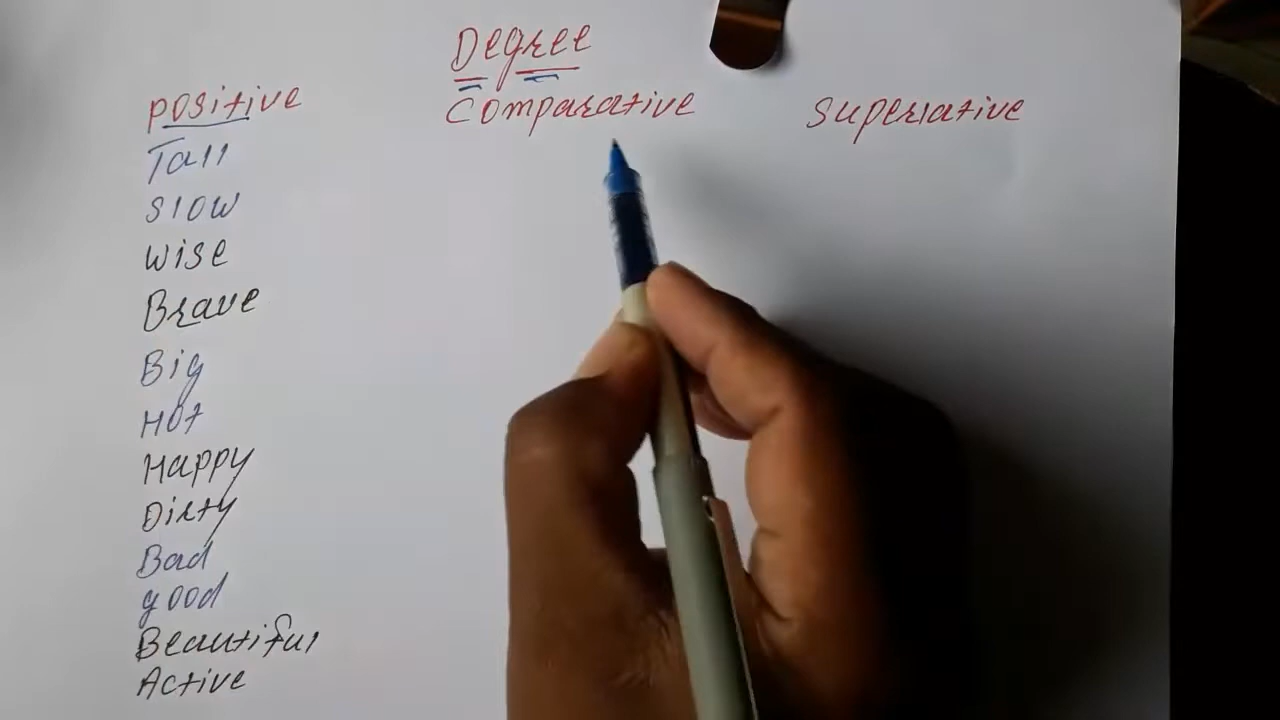 Degree
Positive Comparative Superlative
Tall
Slow
Wise
Brave
Big
Hot
Happy
Dirty
Bad
good
Beautiful
Active